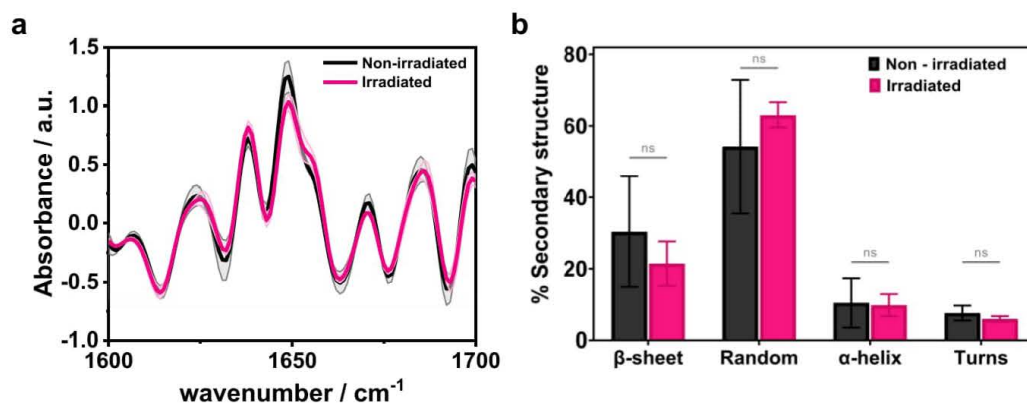 a
Absorbance / a.u.
1.5
1.0
0.5
0.0
-0.5
-1.0
Non-irradiated
Irradiated
1600
1650
1700
wavenumber / cm⁻¹
b
% Secondary structure
80
60
40
20
0
Non - irradiated
Irradiated
ns
ns
ns
ns
β-sheet
Random
α-helix
Turns